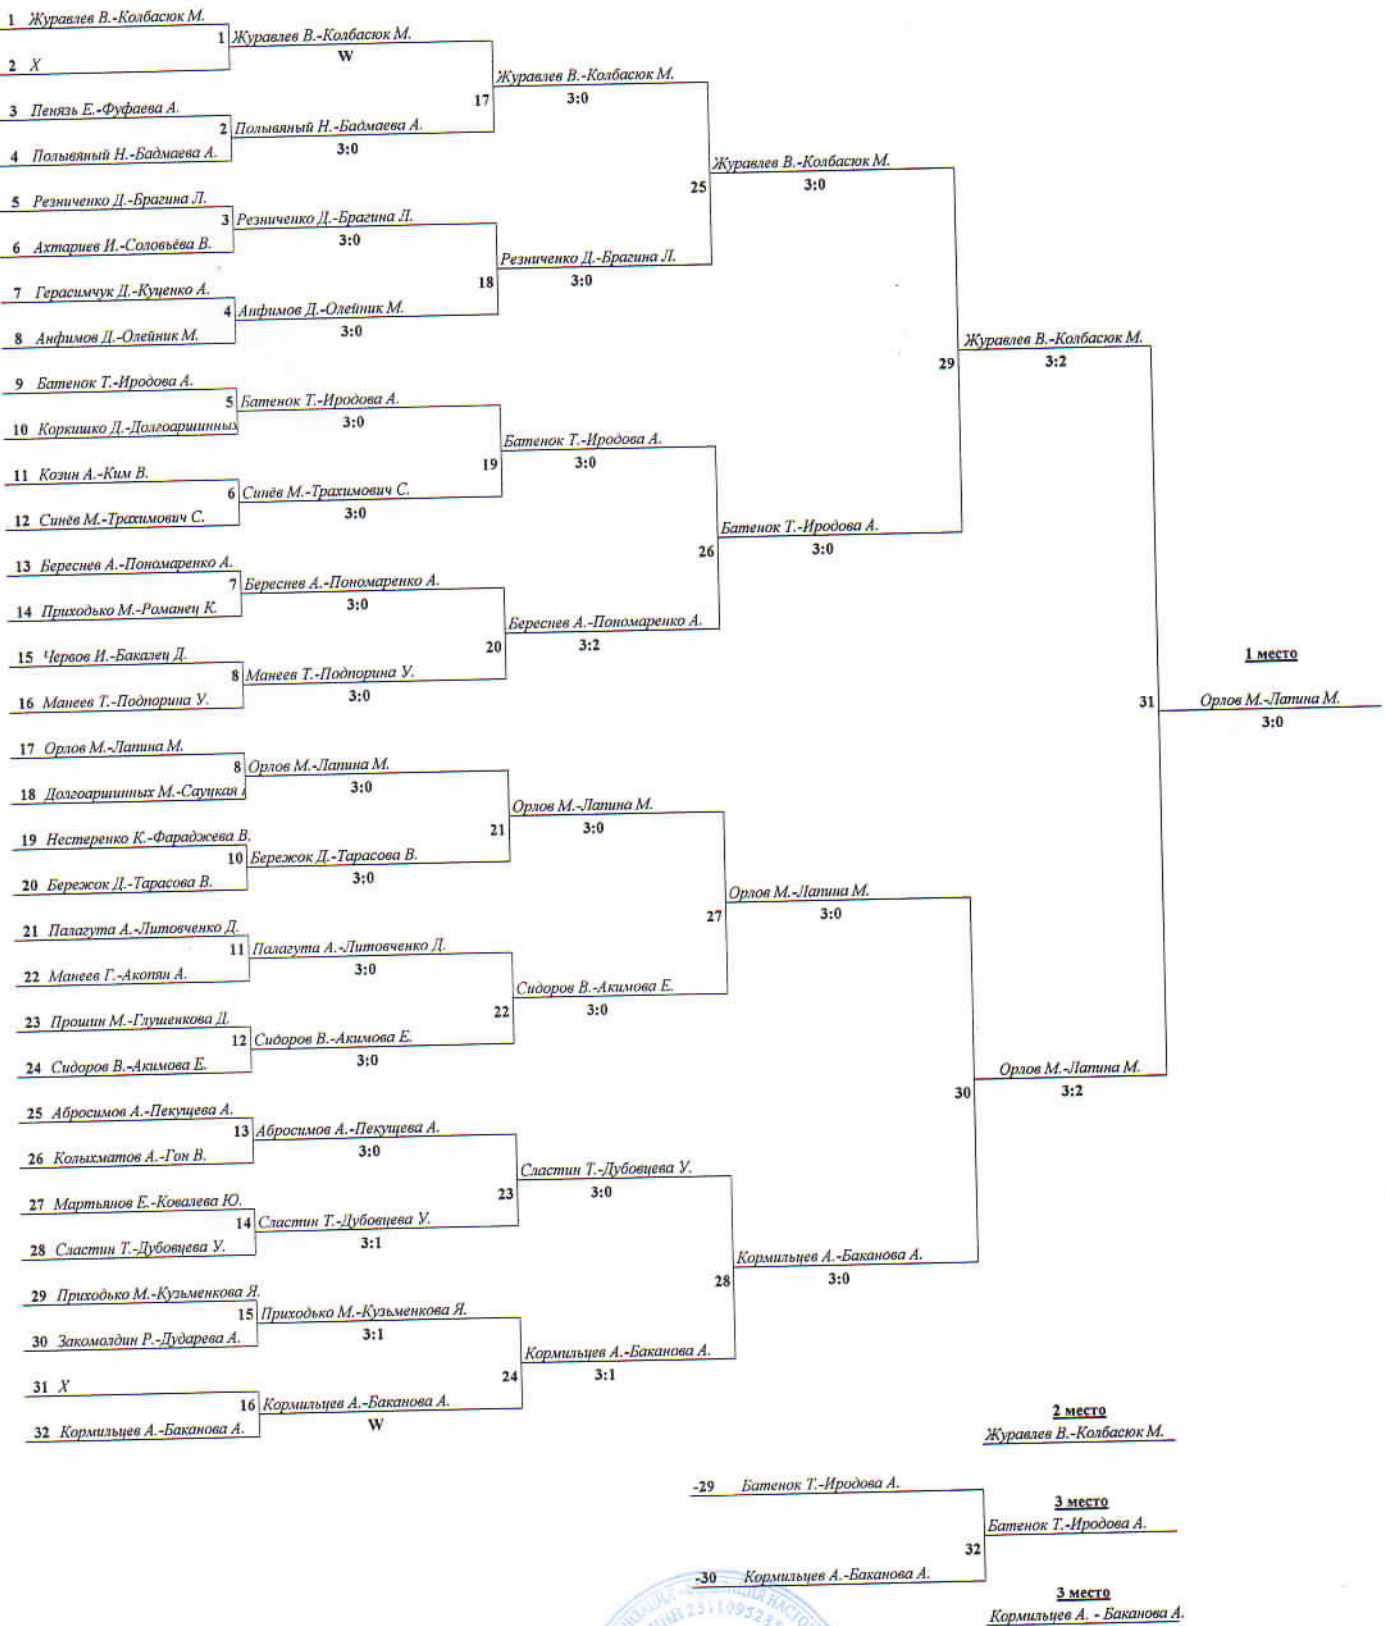 1 Журавлев В.-Колбасюк М.
1 Журавлев В.-Колбасюк М.
W
2 X
Журавлев В.-Колбасюк М.
17
3:0
3 Пенязь Е.-Фуфаева А.
2 Полывяный Н.-Бадмаева А.
3:0
4 Полывяный Н.-Бадмаева А.
Журавлев В.-Колбасюк М.
25
3:0
5 Резниченко Д.-Брагина Л.
3 Резниченко Д.-Брагина Л.
3:0
6 Ахтариев И.-Соловьёва В.
Резниченко Д.-Брагина Л.
18
3:0
7 Герасимчук Д.-Куценко А.
4 Анфимов Д.-Олейник М.
3:0
8 Анфимов Д.-Олейник М.
Журавлев В.-Колбасюк М.
29
3:2
9 Батенок Т.-Иродова А.
5 Батенок Т.-Иродова А.
3:0
10 Коркишко Д.-Долгоаршинных
Батенок Т.-Иродова А.
19
3:0
11 Козин А.-Ким В.
6 Синёв М.-Трахимович С.
3:0
12 Синёв М.-Трахимович С.
Батенок Т.-Иродова А.
26
3:0
13 Береснев А.-Пономаренко А.
7 Береснев А.-Пономаренко А.
3:0
14 Приходько М.-Романец К.
Береснев А.-Пономаренко А.
20
3:2
15 Червов И.-Бакалец Д.
8 Манеев Т.-Подпорина У.
3:0
16 Манеев Т.-Подпорина У.
1 место
31
Орлов М.-Лапина М.
3:0
17 Орлов М.-Лапина М.
8 Орлов М.-Лапина М.
3:0
18 Долгоаршинных М.-Сауцкая
Орлов М.-Лапина М.
21
3:0
19 Нестеренко К.-Фараджева В.
10 Бережок Д.-Тарасова В.
3:0
20 Бережок Д.-Тарасова В.
Орлов М.-Лапина М.
27
3:0
21 Палагута А.-Литовченко Д.
11 Палагута А.-Литовченко Д.
3:0
22 Манеев Г.-Акопян А.
Сидоров В.-Акимова Е.
22
3:0
23 Прошин М.-Глушенкова Д.
12 Сидоров В.-Акимова Е.
3:0
24 Сидоров В.-Акимова Е.
Орлов М.-Лапина М.
30
3:2
25 Абросимов А.-Пекущева А.
13 Абросимов А.-Пекущева А.
3:0
26 Колыхматов А.-Гон В.
Сластин Т.-Дубовцева У.
23
3:0
27 Мартьянов Е.-Ковалева Ю.
14 Сластин Т.-Дубовцева У.
3:1
28 Сластин Т.-Дубовцева У.
Кормильцев А.-Баканова А.
28
3:0
29 Приходько М.-Кузьменкова Я.
15 Приходько М.-Кузьменкова Я.
3:1
30 Закомолдин Р.-Дударева А.
Кормильцев А.-Баканова А.
24
3:1
31 X
16 Кормильцев А.-Баканова А.
W
32 Кормильцев А.-Баканова А.
2 место
Журавлев В.-Колбасюк М.
-29 Батенок Т.-Иродова А.
3 место
Батенок Т.-Иродова А.
32
-30 Кормильцев А.-Баканова А.
3 место
Кормильцев А. - Баканова А.